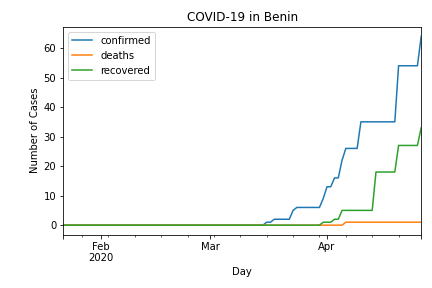 COVID-19 in Benin
confirmed
deaths
recovered
Number of Cases
60
50
40
30
20
10
0
Feb
2020
Mar
Apr
Day